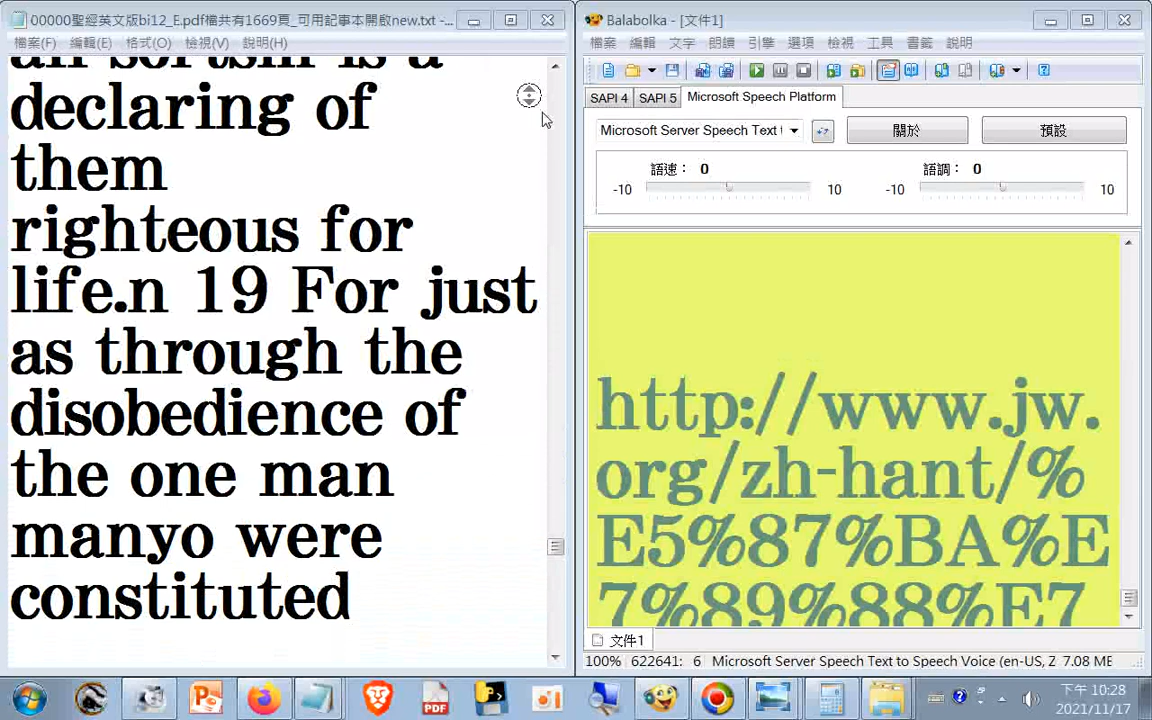 00000聖經英文版bi12_E.pdf檔共有1669頁_可用記事本開啟new.txt -...
檔案(F) 編輯(E) 格式(O) 檢視(V) 說明(H)
all sortsm is a
declaring of
them
righteous for
life.n 19 For just
as through the
disobedience of
the one man
manyo were
constituted
Balabolka - [文件1]
檔案 編輯 文字 朗讀 引擎 選項 檢視 工具 書籤 說明
SAPI 4 SAPI 5 Microsoft Speech Platform
Microsoft Server Speech Text 關於 預設
語速： 0 語調： 0
-10 10 -10 10
http://www.jw.
org/zh-hant/%
E5%87%BA%E
7%89%88%E7
文件1
100% 622641: 6 Microsoft Server Speech Text to Speech Voice (en-US, Z 7.08 ME
PDF
下午 10:28
2021/11/17